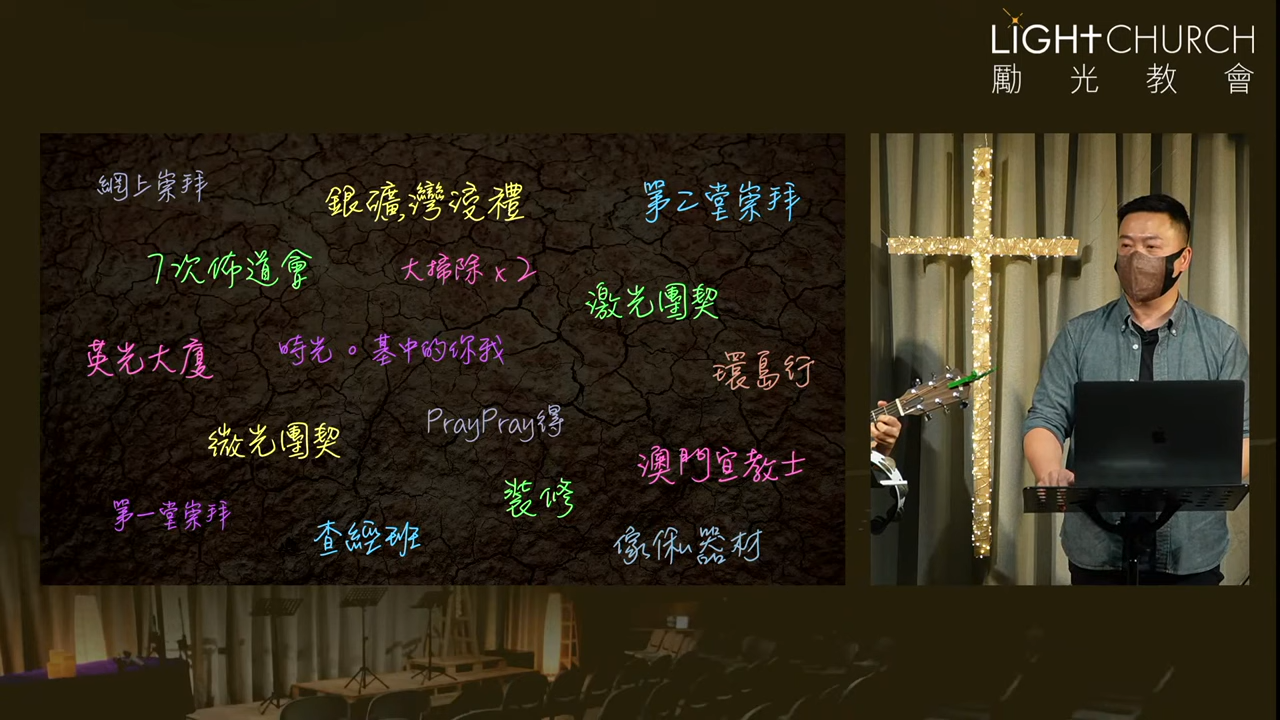 LIGHT CHURCH
勵光教會
網上崇拜
銀礦灣浸禮
第二堂崇拜
7次佈道會
大掃除 x 2
激光團契
英光大廈
時光。基中的你我
環島行
PrayPray得
微光團契
澳門宣教士
裝修
第一堂崇拜
查經班
傢俬器材